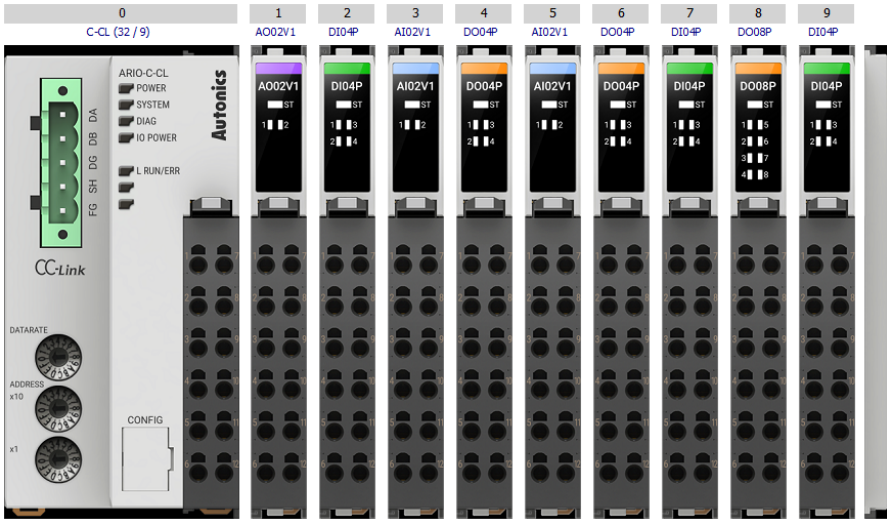 0 1 2 3 4 5 6 7 8 9
C-CL (32 / 9) AO02V1 DI04P AI02V1 DO04P AI02V1 DO04P DI04P DO08P DI04P
ARIO-C-CL
POWER
SYSTEM
DIAG
IO POWER
L RUN/ERR
Autonics
DA
DB
DG
SH
FG
CC-Link
DATARATE
ADDRESS
x10
x1
CONFIG
AO02V1 DI04P AI02V1 DO04P AI02V1 DO04P DI04P DO08P DI04P
ST ST ST ST ST ST ST ST ST
1 2 1 3 1 2 1 3 1 2 1 3 1 3 1 5 1 3
2 4 2 4 2 4 2 4 2 6 2 4
3 7
4 8